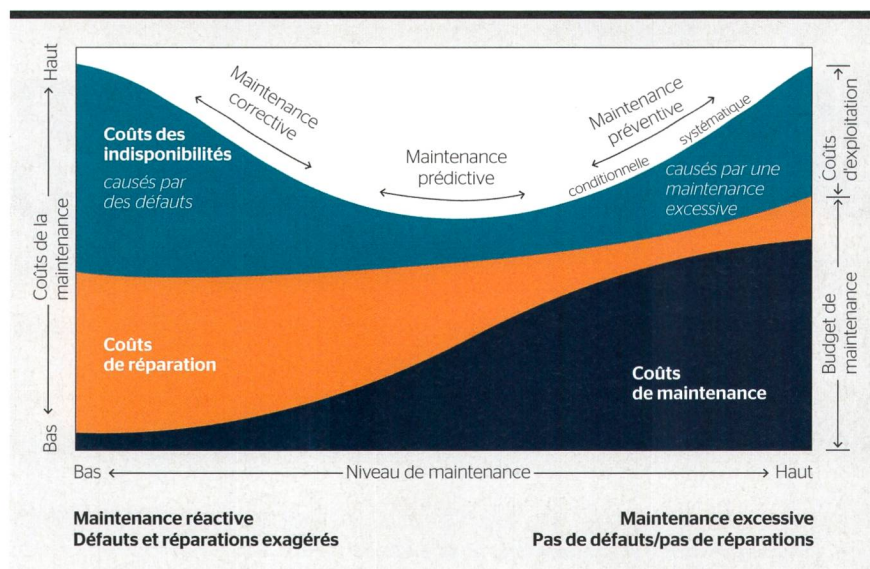 Haut
Coûts de la
maintenance
Bas
Maintenance
corrective
Maintenance
prédictive
Maintenance
préventive
conditionnelle
systématique
Coûts des
indisponibilités
causés par
des défauts
causés par une
maintenance
excessive
Coûts
de réparation
Coûts
de maintenance
Coûts
d'exploitation
Budget de
maintenance
Bas
Niveau de maintenance
Haut
Maintenance réactive
Défauts et réparations exagérés
Maintenance excessive
Pas de défauts/pas de réparations